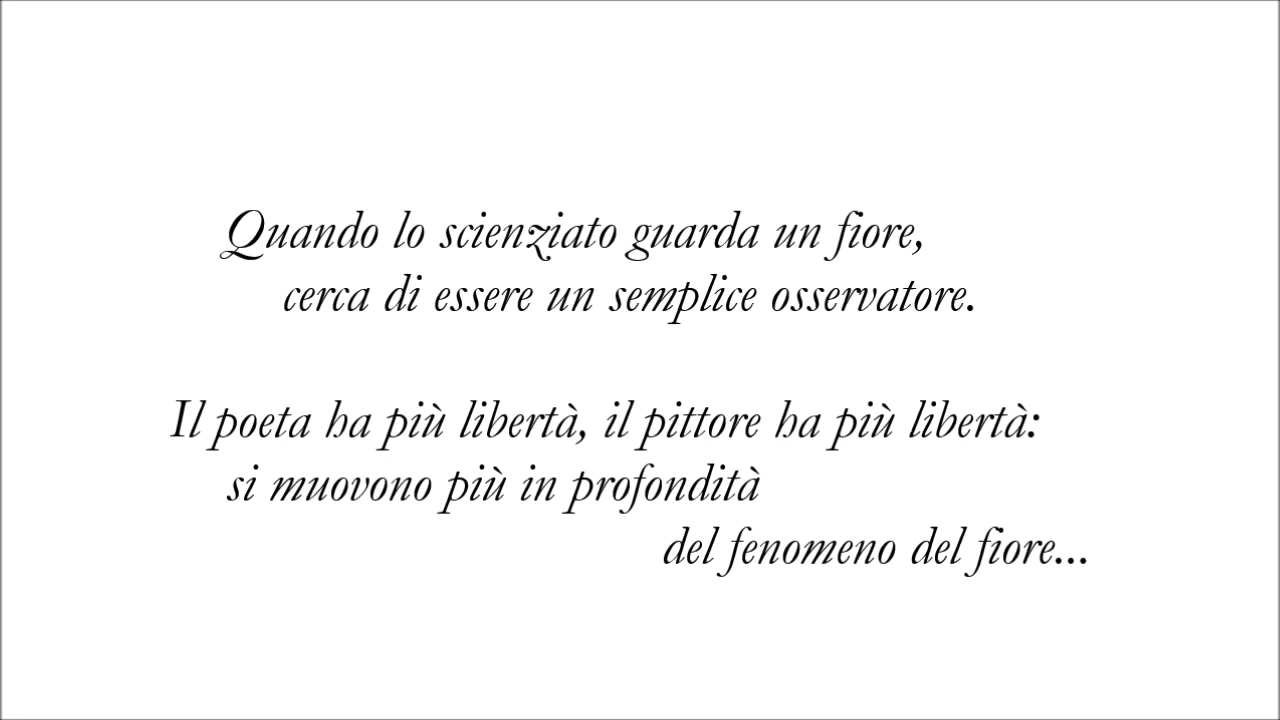 Quando lo scienziato guarda un fiore,
cerca di essere un semplice osservatore.
Il poeta ha più libertà, il pittore ha più libertà:
si muovono più in profondità
del fenomeno del fiore...